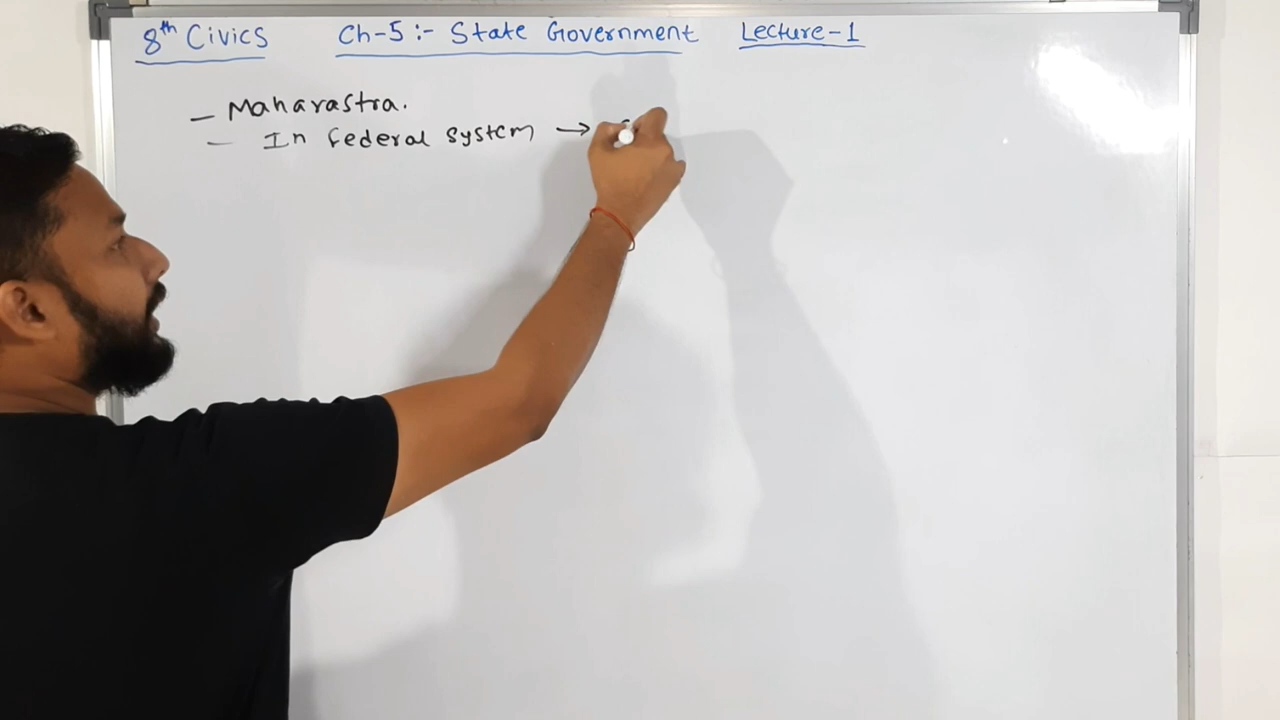 8th Civics Ch-5:- State Government Lecture-1
- Maharastra.
- In Federal System →